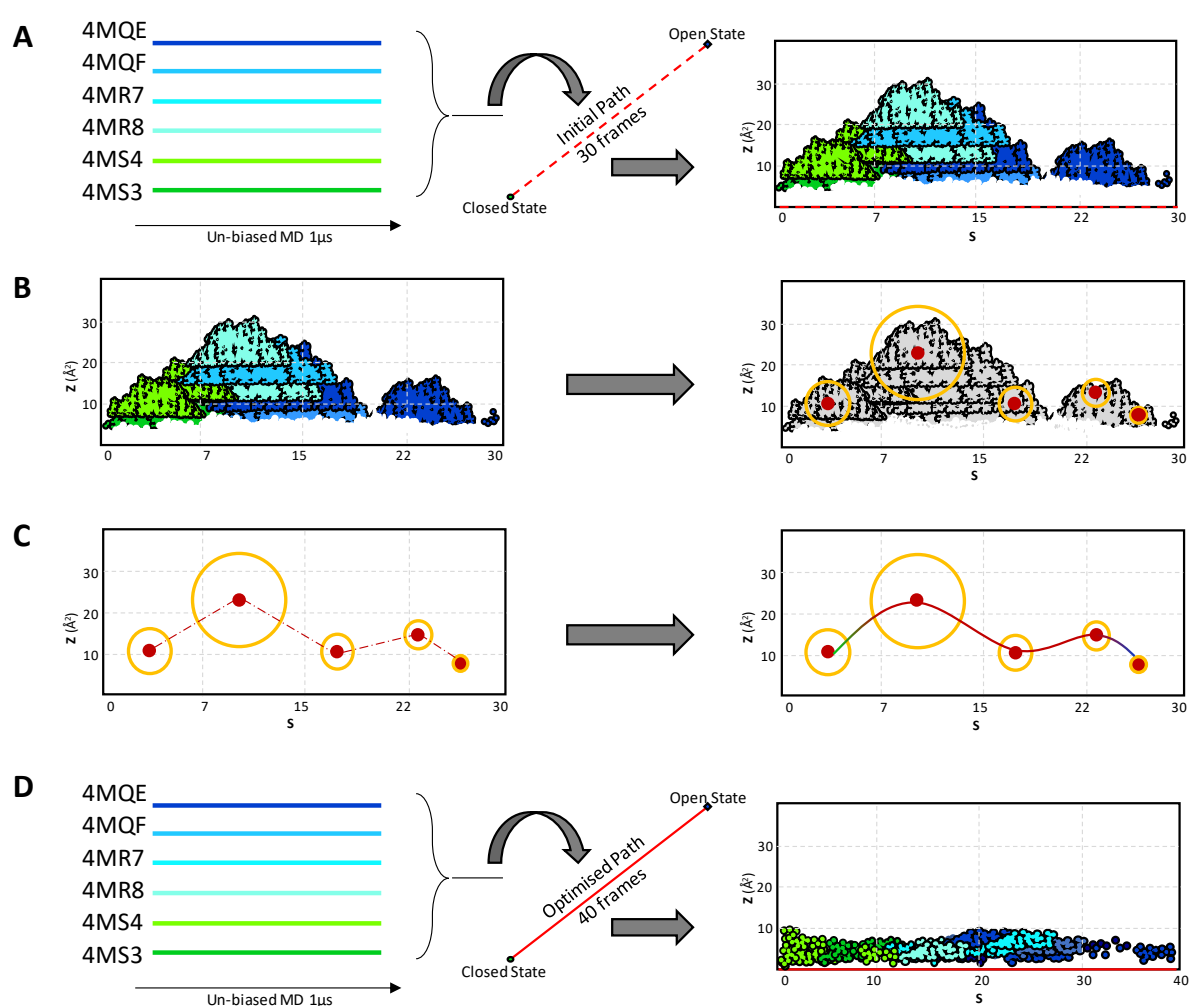 A
4MQE
4MQF
4MR7
4MR8
4MS4
4MS3
Un-biased MD 1µs
Open State
Initial Path
30 frames
Closed State
Z (Å²)
30
20
10
0 7 15 22 30
S
B
Z (Å²)
30
20
10
0 7 15 22 30
S
Z (Å²)
30
20
10
0 7 15 22 30
S
C
Z (Å²)
30
20
10
0 7 15 22 30
S
Z (Å²)
30
20
10
0 7 15 22 30
S
D
4MQE
4MQF
4MR7
4MR8
4MS4
4MS3
Un-biased MD 1µs
Open State
Optimised Path
40 frames
Closed State
Z (Å²)
30
20
10
0 10 20 30 40
S